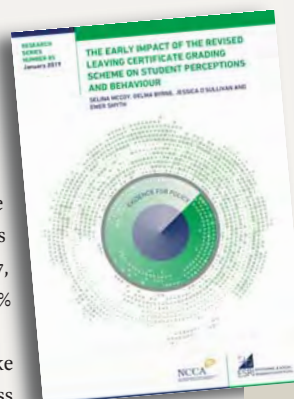 RESEARCH
SERIES
NUMBER 85
January 2019
THE EARLY IMPACT OF THE REVISED
LEAVING CERTIFICATE GRADING
SCHEME ON STUDENT PERCEPTIONS
AND BEHAVIOUR
SELINA MCCOY, DELMA BYRNE, JESSICA O'SULLIVAN AND
EMER SMYTH
EVIDENCE FOR POLICY
NCCA
ESRI
%